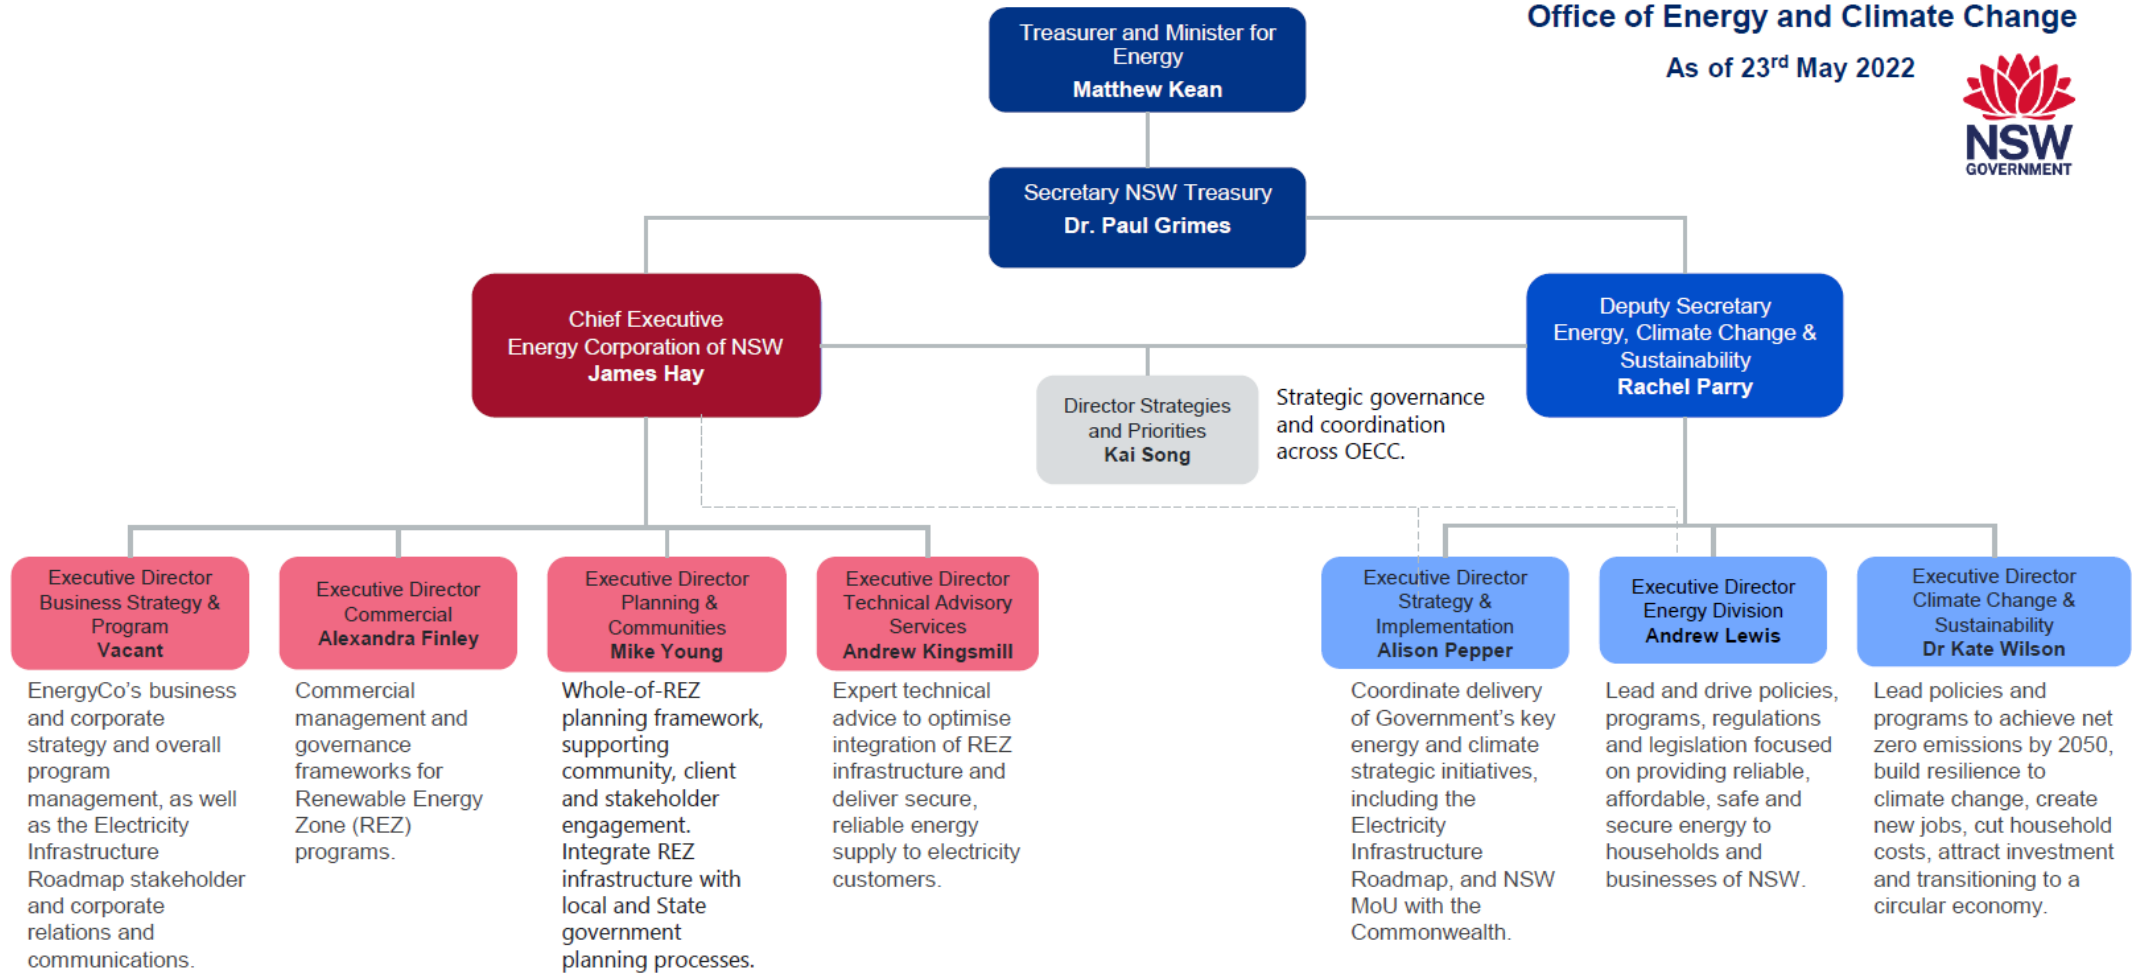 Office of Energy and Climate Change
As of 23rd May 2022
NSW
GOVERNMENT
Treasurer and Minister for
Energy
Matthew Kean
Secretary NSW Treasury
Dr. Paul Grimes
Chief Executive
Energy Corporation of NSW
James Hay
Deputy Secretary
Energy, Climate Change &
Sustainability
Rachel Parry
Director Strategies
and Priorities
Kai Song
Strategic governance
and coordination
across OECC.
Executive Director
Business Strategy &
Program
Vacant
EnergyCo's business
and corporate
strategy and overall
program
management, as well
as the Electricity
Infrastructure
Roadmap stakeholder
and corporate
relations and
communications.
Executive Director
Commercial
Alexandra Finley
Commercial
management and
governance
frameworks for
Renewable Energy
Zone (REZ)
programs.
Executive Director
Planning &
Communities
Mike Young
Whole-of-REZ
planning framework,
supporting
community, client
and stakeholder
engagement.
Integrate REZ
infrastructure with
local and State
government
planning processes.
Executive Director
Technical Advisory
Services
Andrew Kingsmill
Expert technical
advice to optimise
integration of REZ
infrastructure and
deliver secure,
reliable energy
supply to electricity
customers.
Executive Director
Strategy &
Implementation
Alison Pepper
Coordinate delivery
of Government's key
energy and climate
strategic initiatives,
including the
Electricity
Infrastructure
Roadmap, and NSW
MoU with the
Commonwealth.
Executive Director
Energy Division
Andrew Lewis
Lead and drive policies,
programs, regulations
and legislation focused
on providing reliable,
affordable, safe and
secure energy to
households and
businesses of NSW.
Executive Director
Climate Change &
Sustainability
Dr Kate Wilson
Lead policies and
programs to achieve net
zero emissions by 2050,
build resilience to
climate change, create
new jobs, cut household
costs, attract investment
and transitioning to a
circular economy.